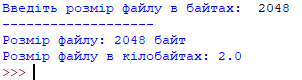 Введіть розмір файлу в байтах:  2048
-------------------
Розмір файлу: 2048 байт
Розмір файлу в кілобайтах: 2.0
>>>